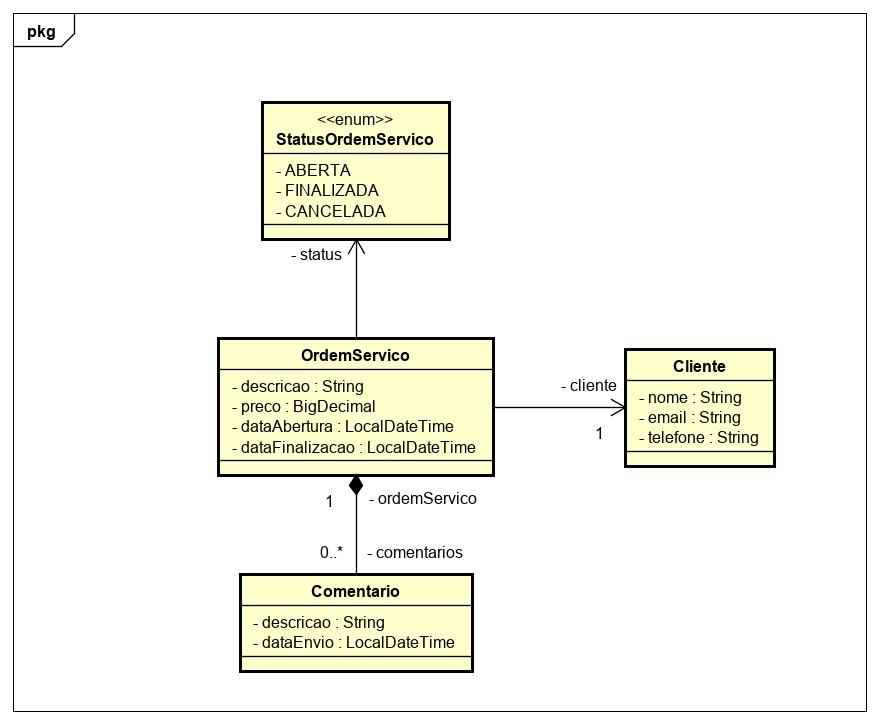 pkg
<<enum>>
StatusOrdemServico
- ABERTA
- FINALIZADA
- CANCELADA
- status
OrdemServico
- descricao : String
- preco : BigDecimal
- dataAbertura : LocalDateTime
- dataFinalizacao : LocalDateTime
- cliente
1
Cliente
- nome : String
- email : String
- telefone : String
1
- ordemServico
0..*
- comentarios
Comentario
- descricao : String
- dataEnvio : LocalDateTime